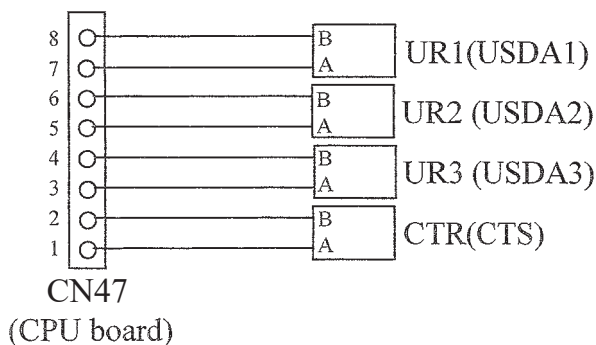 8 B
7 A UR1(USDA1)
6 B
5 A UR2 (USDA2)
4 B
3 A UR3 (USDA3)
2 B
1 A CTR(CTS)
CN47
(CPU board)